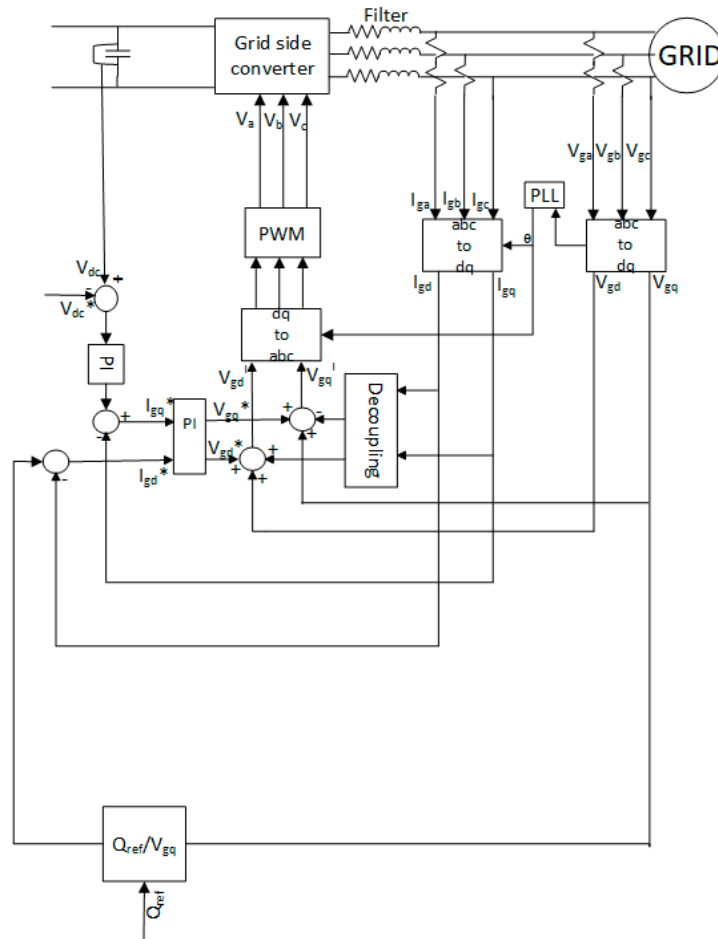 Filter
Grid side
converter
GRID
Va
Vb
Vc
Iga
Igb
Igc
Vga
Vgb
Vgc
PLL
PWM
abc
to
dq
θ
abc
to
dq
Vdc
+
-
Vdc*
Igd
Igq
Vgd
Vgq
dq
to
abc
PI
Vgd'
Vgq'
Decoupling
Igq*
+
-
PI
Vgq*
+
-
+
Vgd*
+
+
+
Igd*
-
Qref/Vgq
Qref